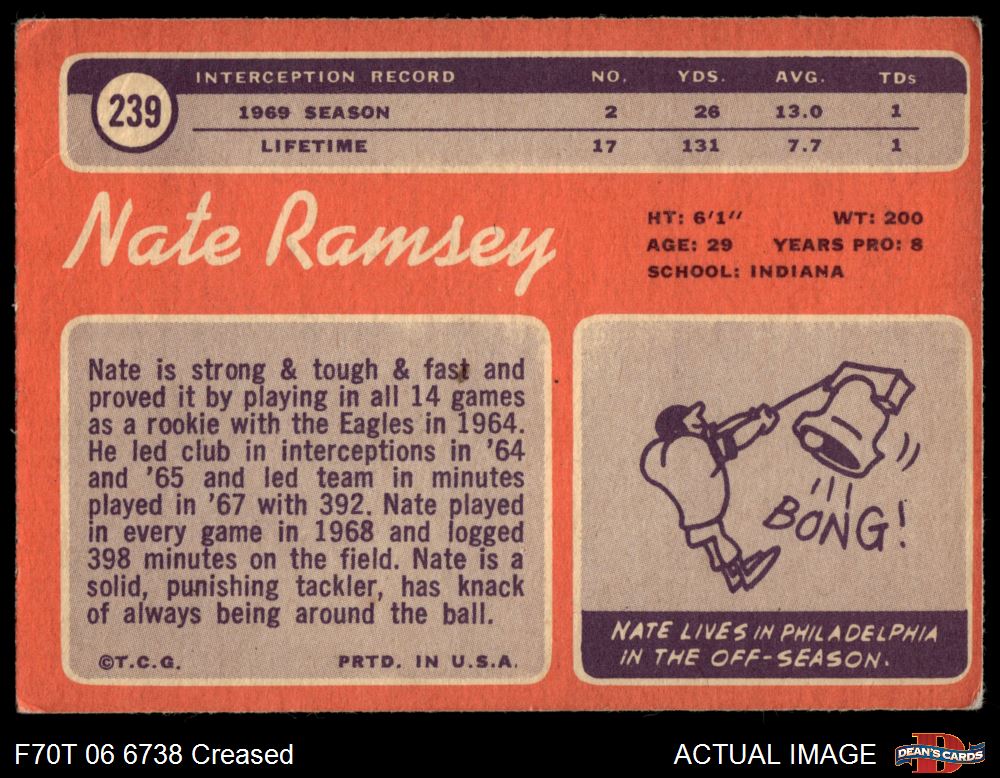 239
INTERCEPTION RECORD NO. YDS. AVG. TDs
1969 SEASON 2 26 13.0 1
LIFETIME 17 131 7.7 1
Nate Ramsey
HT: 6'1" WT: 200
AGE: 29 YEARS PRO: 8
SCHOOL: INDIANA
Nate is strong & tough & fast and
proved it by playing in all 14 games
as a rookie with the Eagles in 1964.
He led club in interceptions in '64
and '65 and led team in minutes
played in '67 with 392. Nate played
in every game in 1968 and logged
398 minutes on the field. Nate is a
solid, punishing tackler, has knack
of always being around the ball.
©T.C.G. PRTD. IN U.S.A.
BONG!
NATE LIVES IN PHILADELPHIA
IN THE OFF-SEASON.
F70T 06 6738 Creased
ACTUAL IMAGE
D
DEAN'S CARDS